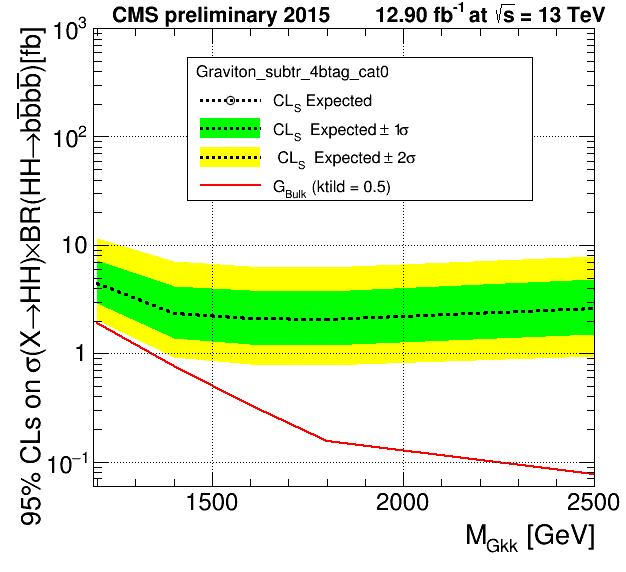 CMS preliminary 2015 12.90 fb⁻¹ at √s = 13 TeV
95% CLs on σ(X→HH)×BR(HH→bb̅bb̅)[fb]
10³
10²
10
1
10⁻¹
Graviton_subtr_4btag_cat0
CL_S Expected
CL_S Expected ± 1σ
CL_S Expected ± 2σ
G_Bulk (ktild = 0.5)
1500 2000 2500
M_Gkk [GeV]